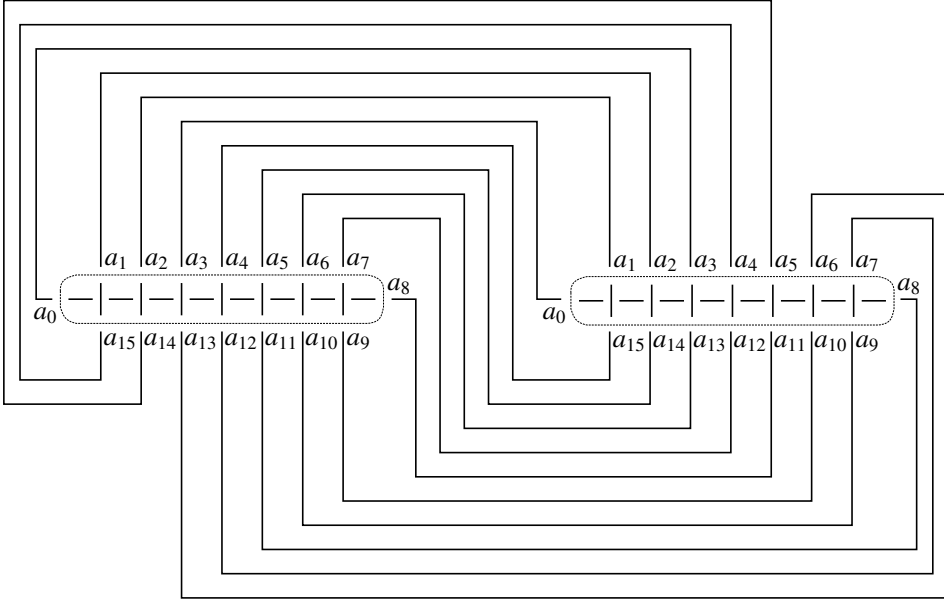 a₁ a₂ a₃ a₄ a₅ a₆ a₇ a₁ a₂ a₃ a₄ a₅ a₆ a₇
a₀ a₈ a₀ a₈
a₁₅ a₁₄ a₁₃ a₁₂ a₁₁ a₁₀ a₉ a₁₅ a₁₄ a₁₃ a₁₂ a₁₁ a₁₀ a₉